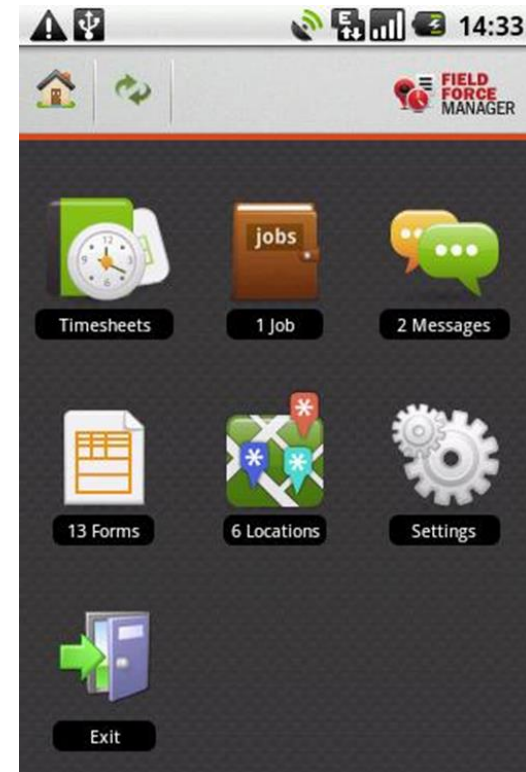 E
14:33
FIELD
FORCE
MANAGER
jobs
Timesheets
1 Job
2 Messages
13 Forms
6 Locations
Settings
Exit